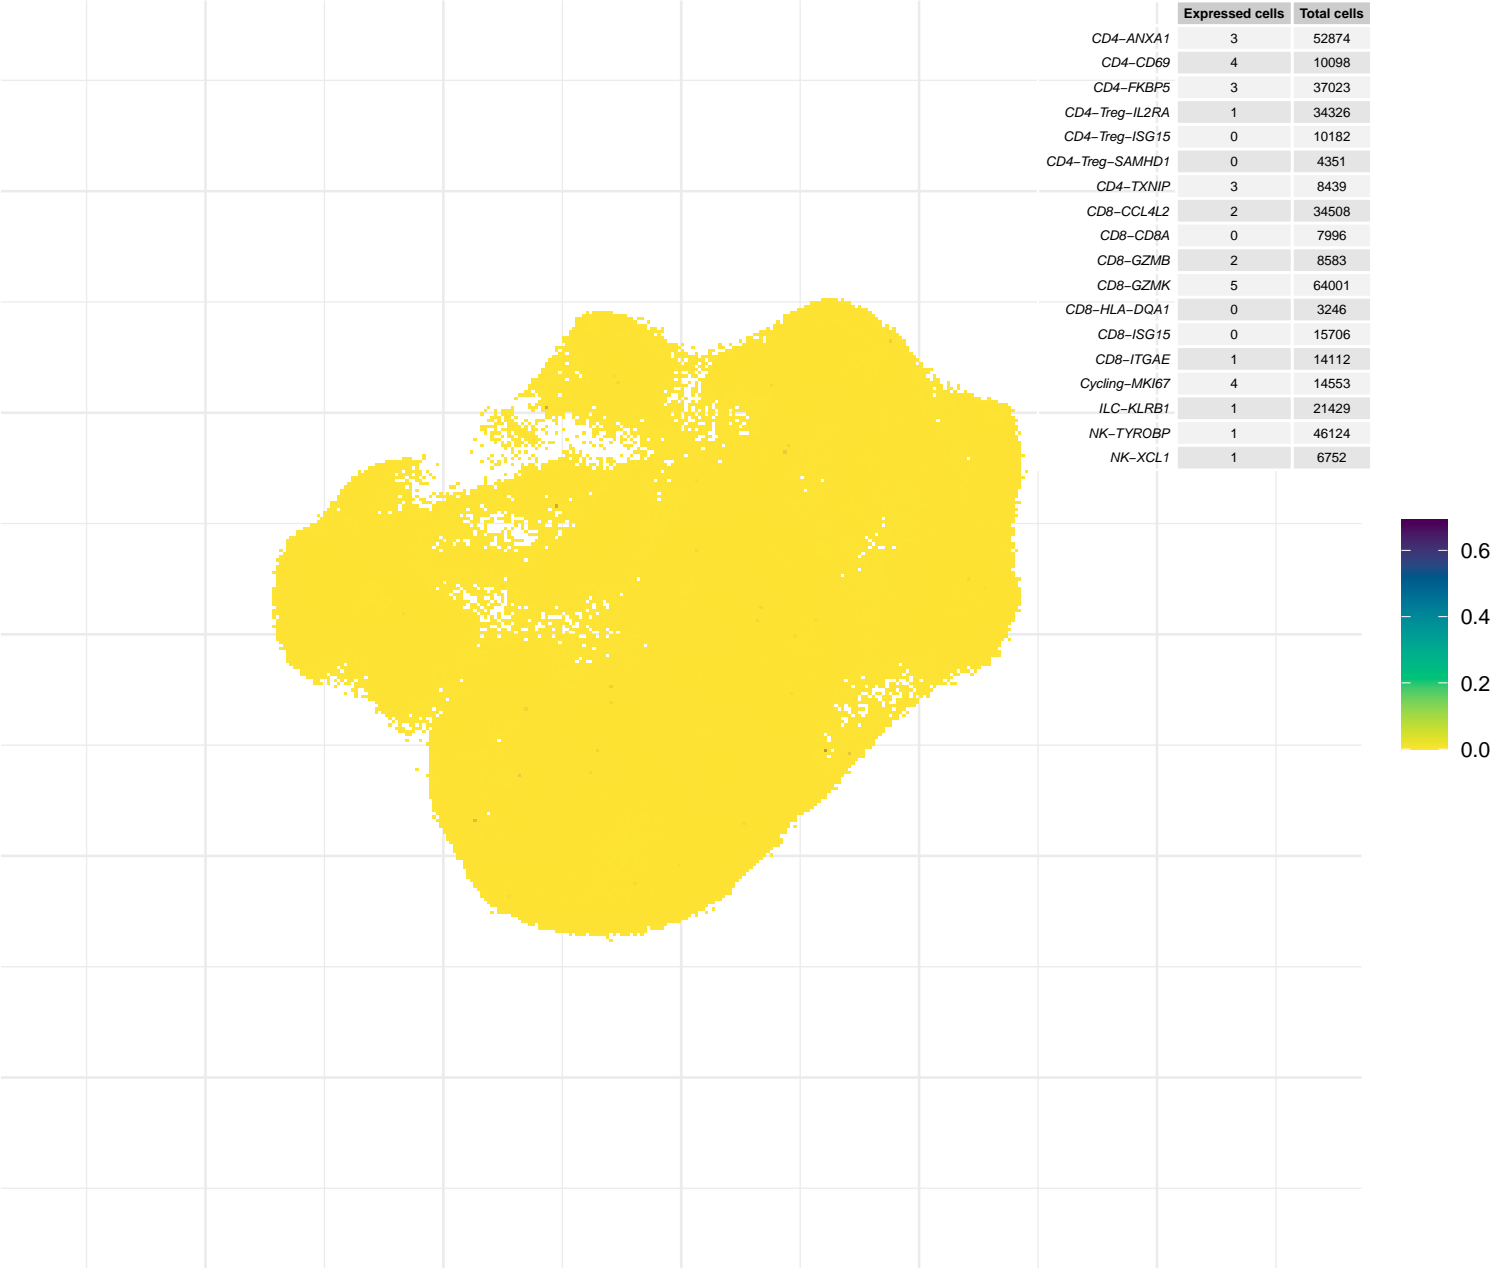 Expressed cells Total cells
CD4−ANXA1 3 52874
CD4−CD69 4 10098
CD4−FKBP5 3 37023
CD4−Treg−IL2RA 1 34326
CD4−Treg−ISG15 0 10182
CD4−Treg−SAMHD1 0 4351
CD4−TXNIP 3 8439
CD8−CCL4L2 2 34508
CD8−CD8A 0 7996
CD8−GZMB 2 8583
CD8−GZMK 5 64001
CD8−HLA−DQA1 0 3246
CD8−ISG15 0 15706
CD8−ITGAE 1 14112
Cycling−MKI67 4 14553
ILC−KLRB1 1 21429
NK−TYROBP 1 46124
NK−XCL1 1 6752
0.6
0.4
0.2
0.0